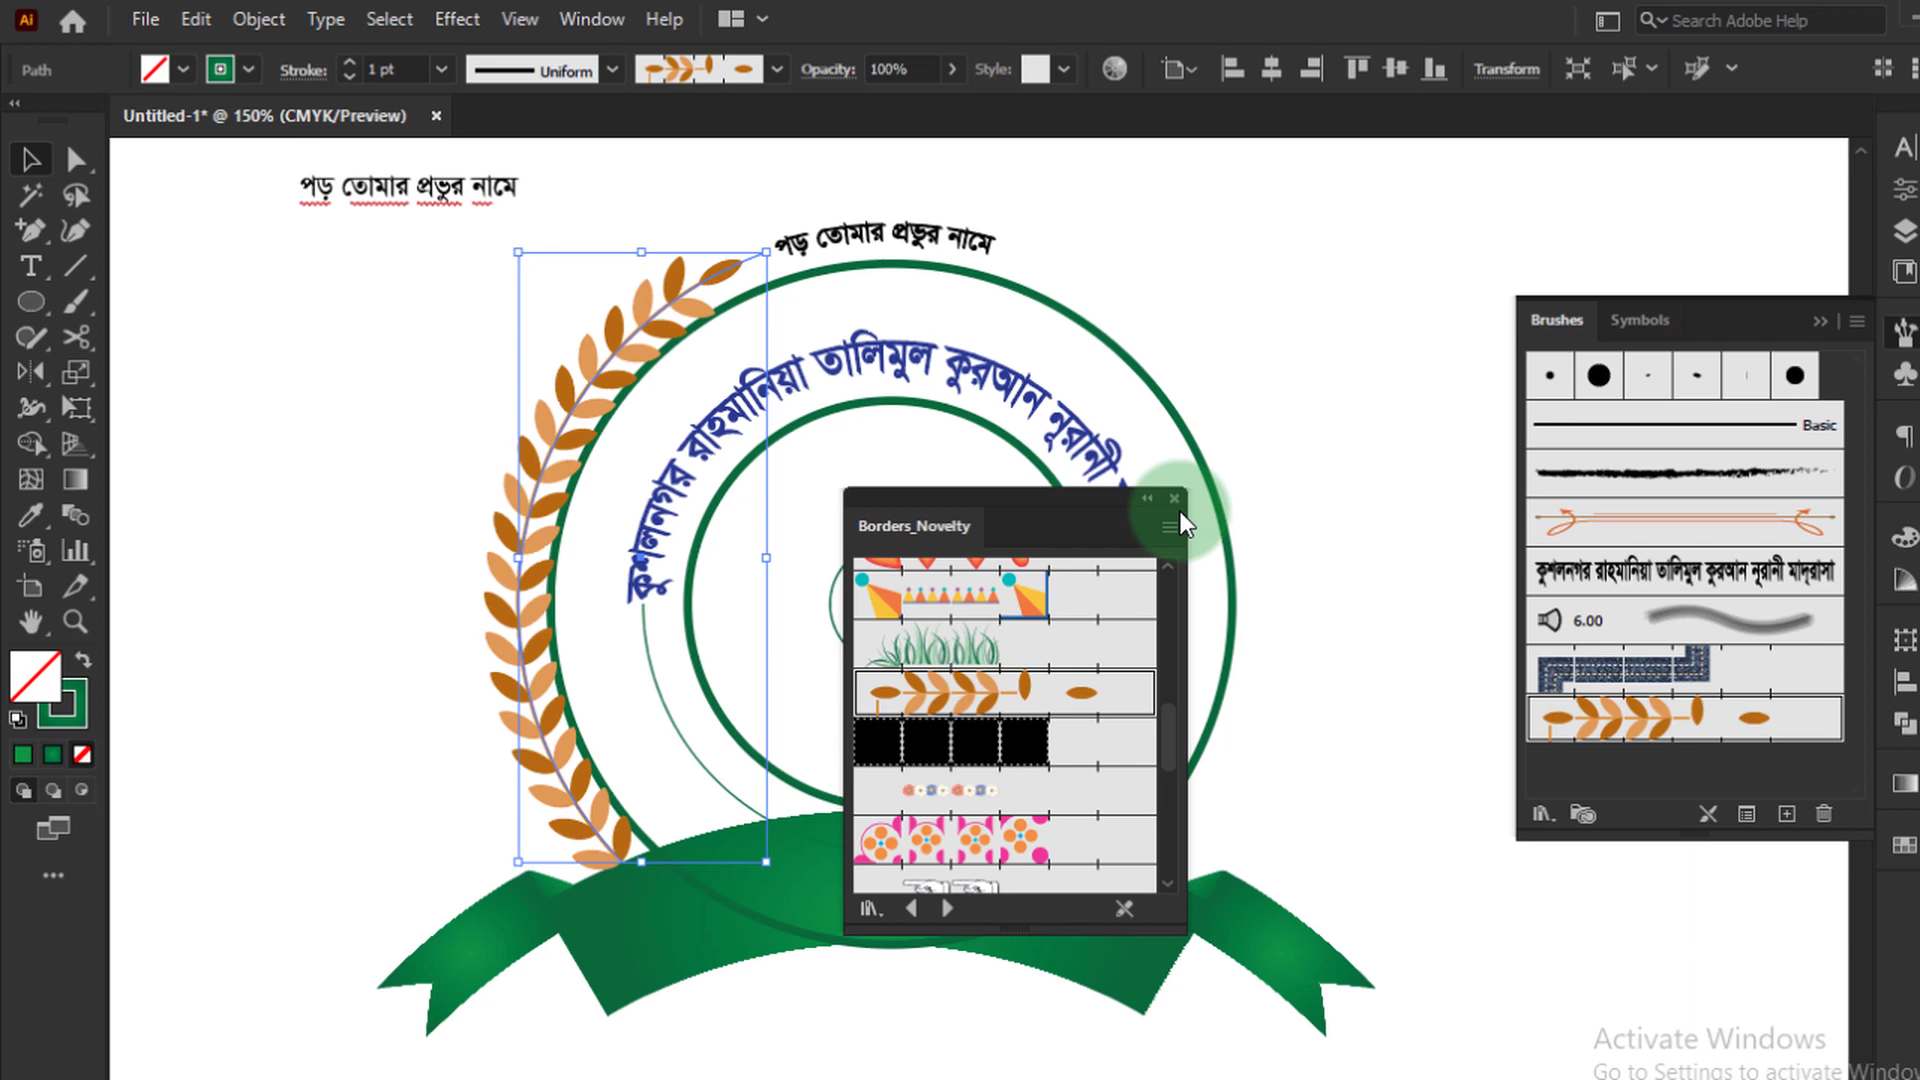 File Edit Object Type Select Effect View Window Help
Search Adobe Help
Path
Stroke: 1 pt
Uniform
Opacity: 100%
Style:
Transform
Untitled-1* @ 150% (CMYK/Preview)
পড় তোমার প্রভুর নামে
পড় তোমার প্রভুর নামে
কুশলনগর রাহমানিয়া তালিমুল কুরআন নূরানী
Borders_Novelty
Brushes Symbols
Basic
কুশলনগর রাহমানিয়া তালিমুল কুরআন নূরানী মাদ্রাসা
6.00
Activate Windows
Go to Settings to activate Windows